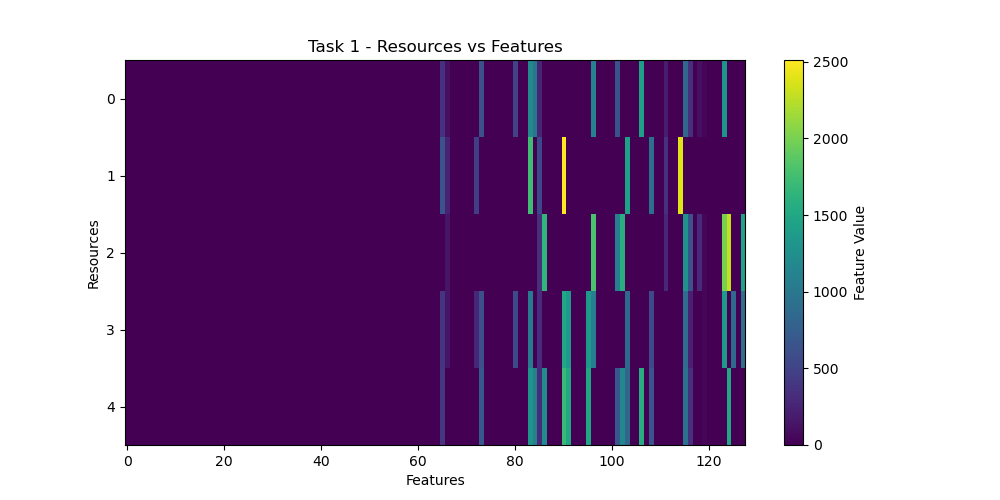 Task 1 - Resources vs Features
Resources
0
1
2
3
4
0 20 40 60 80 100 120
Features
2500
2000
1500
1000
500
0
Feature Value